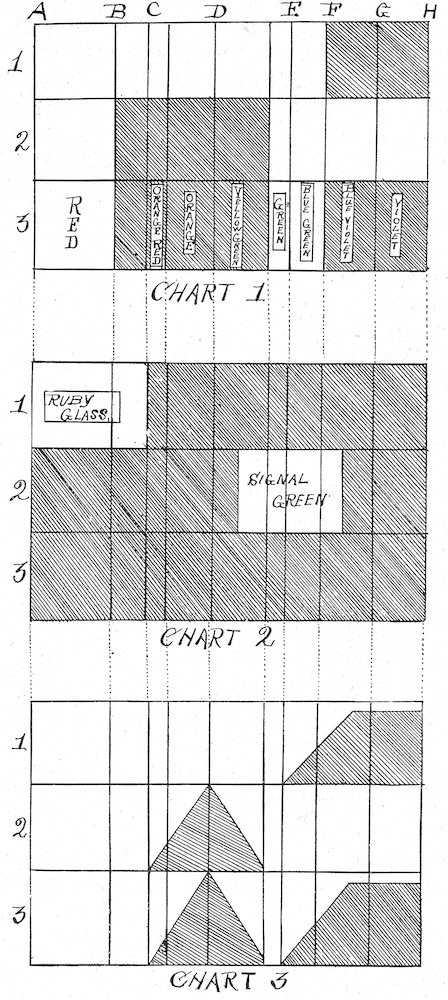 A B C D E F G H
1
2
3
RED
ORANGE RED
ORANGE
YELLOW GREEN
GREEN
BLUE GREEN
BLUE VIOLET
VIOLET
CHART 1
1
RUBY
GLASS.
2
SIGNAL
GREEN
3
CHART 2
1
2
3
CHART 3